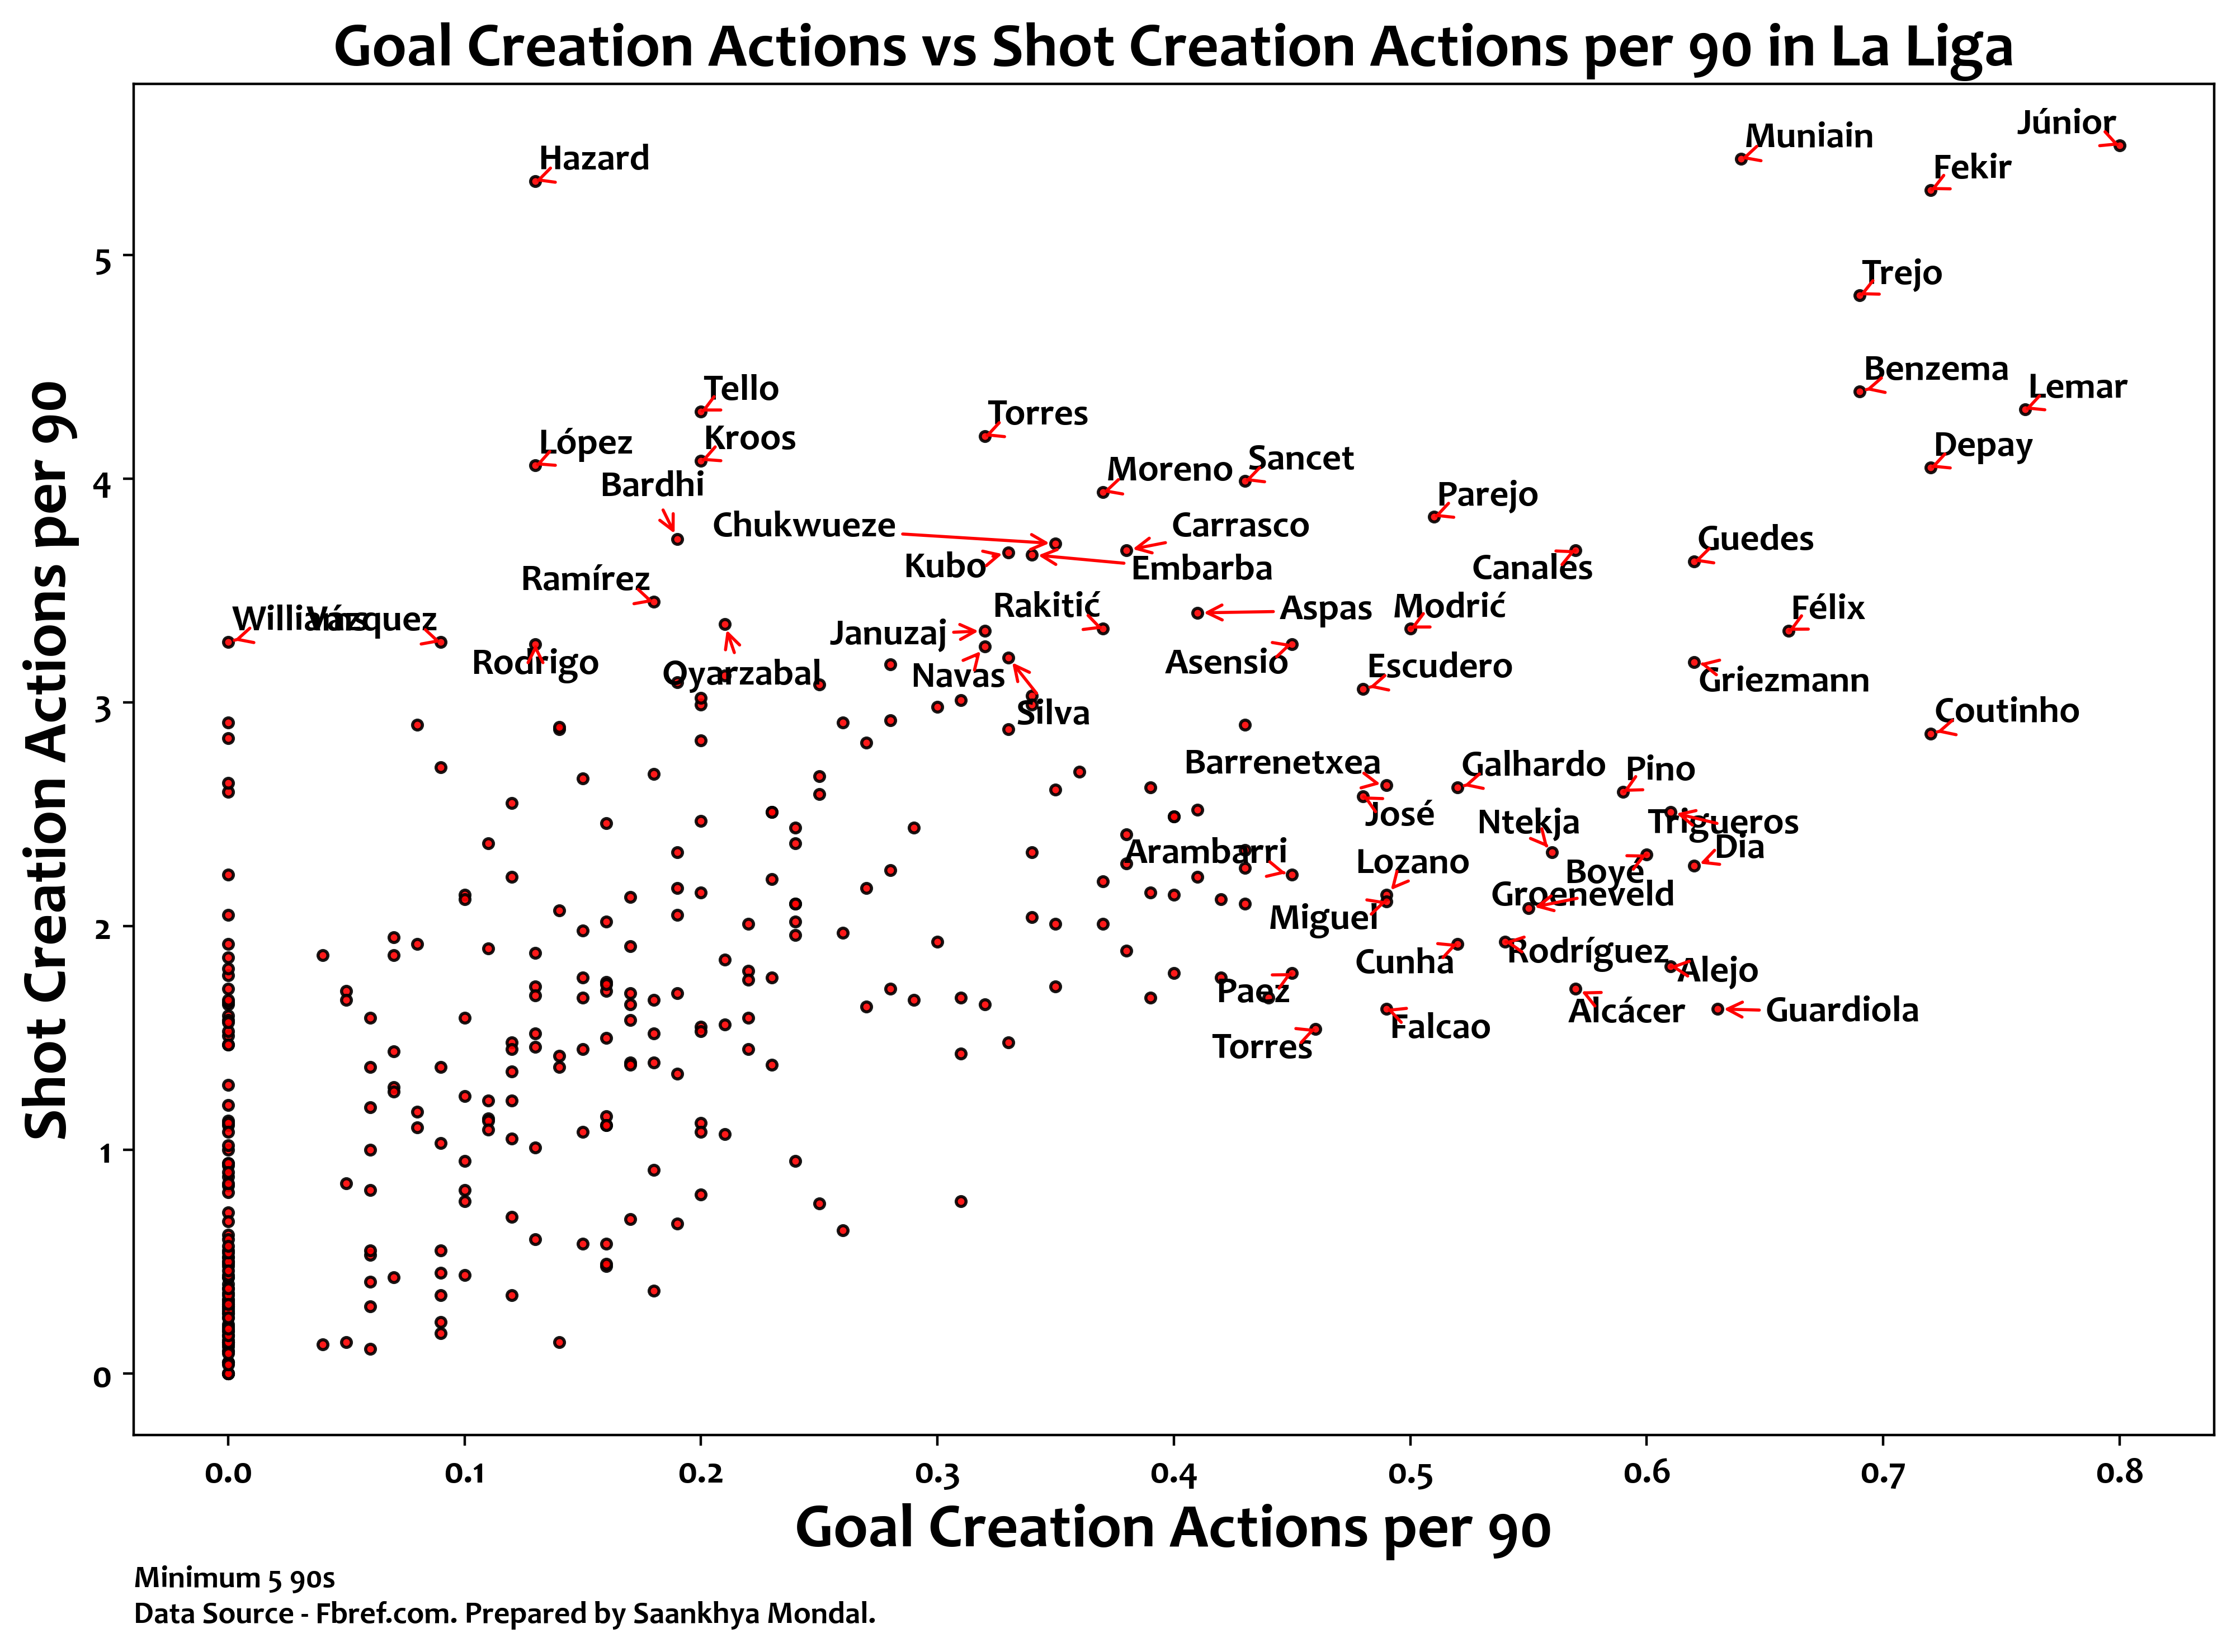 Goal Creation Actions vs Shot Creation Actions per 90 in La Liga
Júnior
Muniain
Hazard
Fekir
5
Trejo
Benzema
Tello
Lemar
Torres
Kroos
López
Depay
Sancet
Moreno
4
Bardhi
Parejo
Chukwueze
Carrasco
Guedes
Kubo
Embarba
Canales
Ramírez
Rakitić
Aspas
Modrić
Félix
Williams
Vázquez
Januzaj
Rodrigo
Oyarzabal
Navas
Asensio
Escudero
Griezmann
3
Silva
Coutinho
Barrenetxea
Galhardo
Pino
José
Ntekja
Trigueros
Arambarri
Dia
Lozano
Boyé
Groeneveld
2
Miguel
Cunha
Rodríguez
Alejo
Paez
Alcácer
Guardiola
Falcao
Torres
1
0
Shot Creation Actions per 90
0.0 0.1 0.2 0.3 0.4 0.5 0.6 0.7 0.8
Goal Creation Actions per 90
Minimum 5 90s
Data Source - Fbref.com. Prepared by Saankhya Mondal.